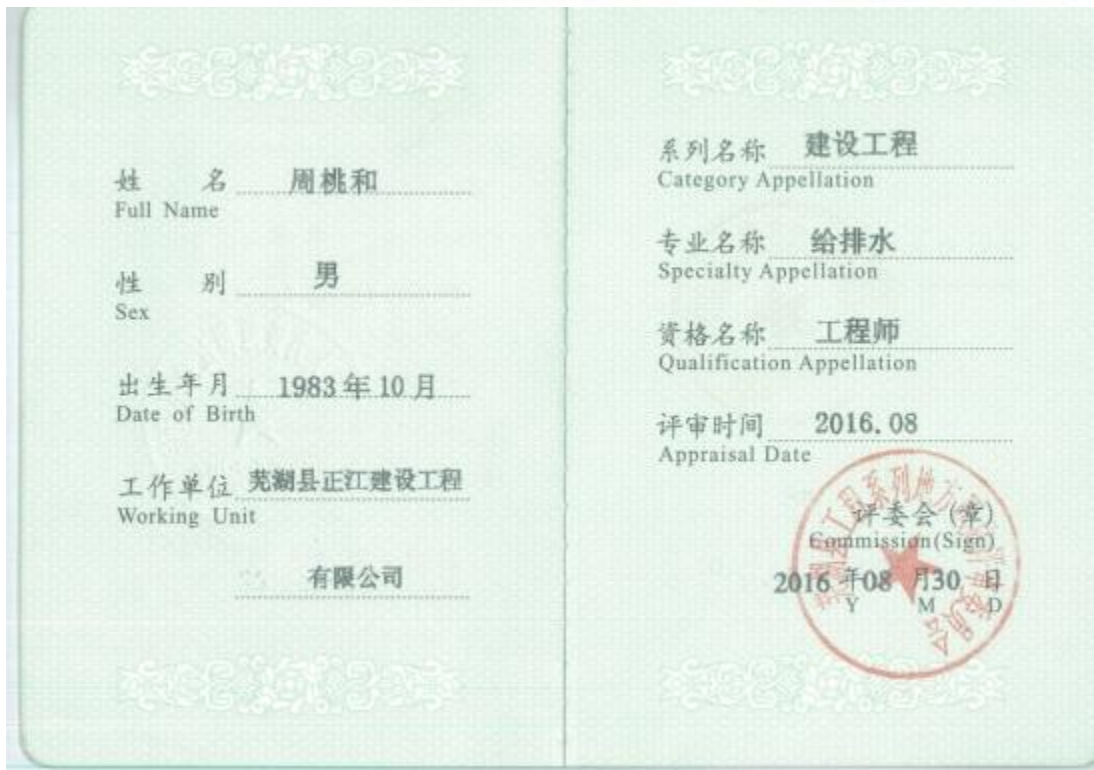 姓 名 周桃和
Full Name
性 别 男
Sex
出生年月 1983年10月
Date of Birth
工作单位 芜湖县正江建设工程
Working Unit
有限公司
系列名称 建设工程
Category Appellation
专业名称 给排水
Specialty Appellation
资格名称 工程师
Qualification Appellation
评审时间 2016.08
Appraisal Date
评委会(章)
Commission(Sign)
2016 年08 月30 日
Y M D